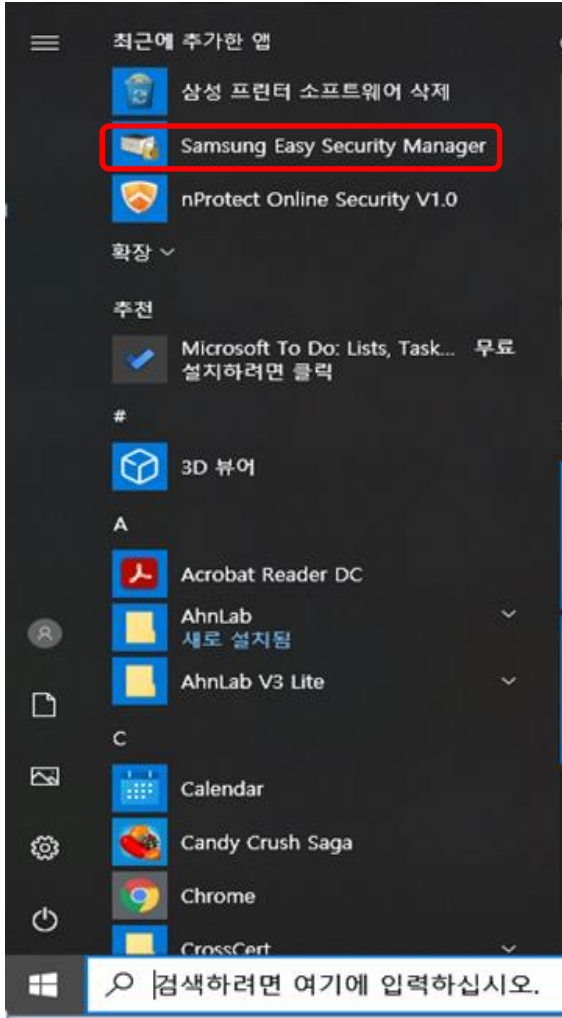 최근에 추가한 앱
삼성 프린터 소프트웨어 삭제
Samsung Easy Security Manager
nProtect Online Security V1.0
확장
추천
Microsoft To Do: Lists, Task... 무료
설치하려면 클릭
#
3D 뷰어
A
Acrobat Reader DC
AhnLab
새로 설치됨
AhnLab V3 Lite
C
Calendar
Candy Crush Saga
Chrome
CrossCert
검색하려면 여기에 입력하십시오.